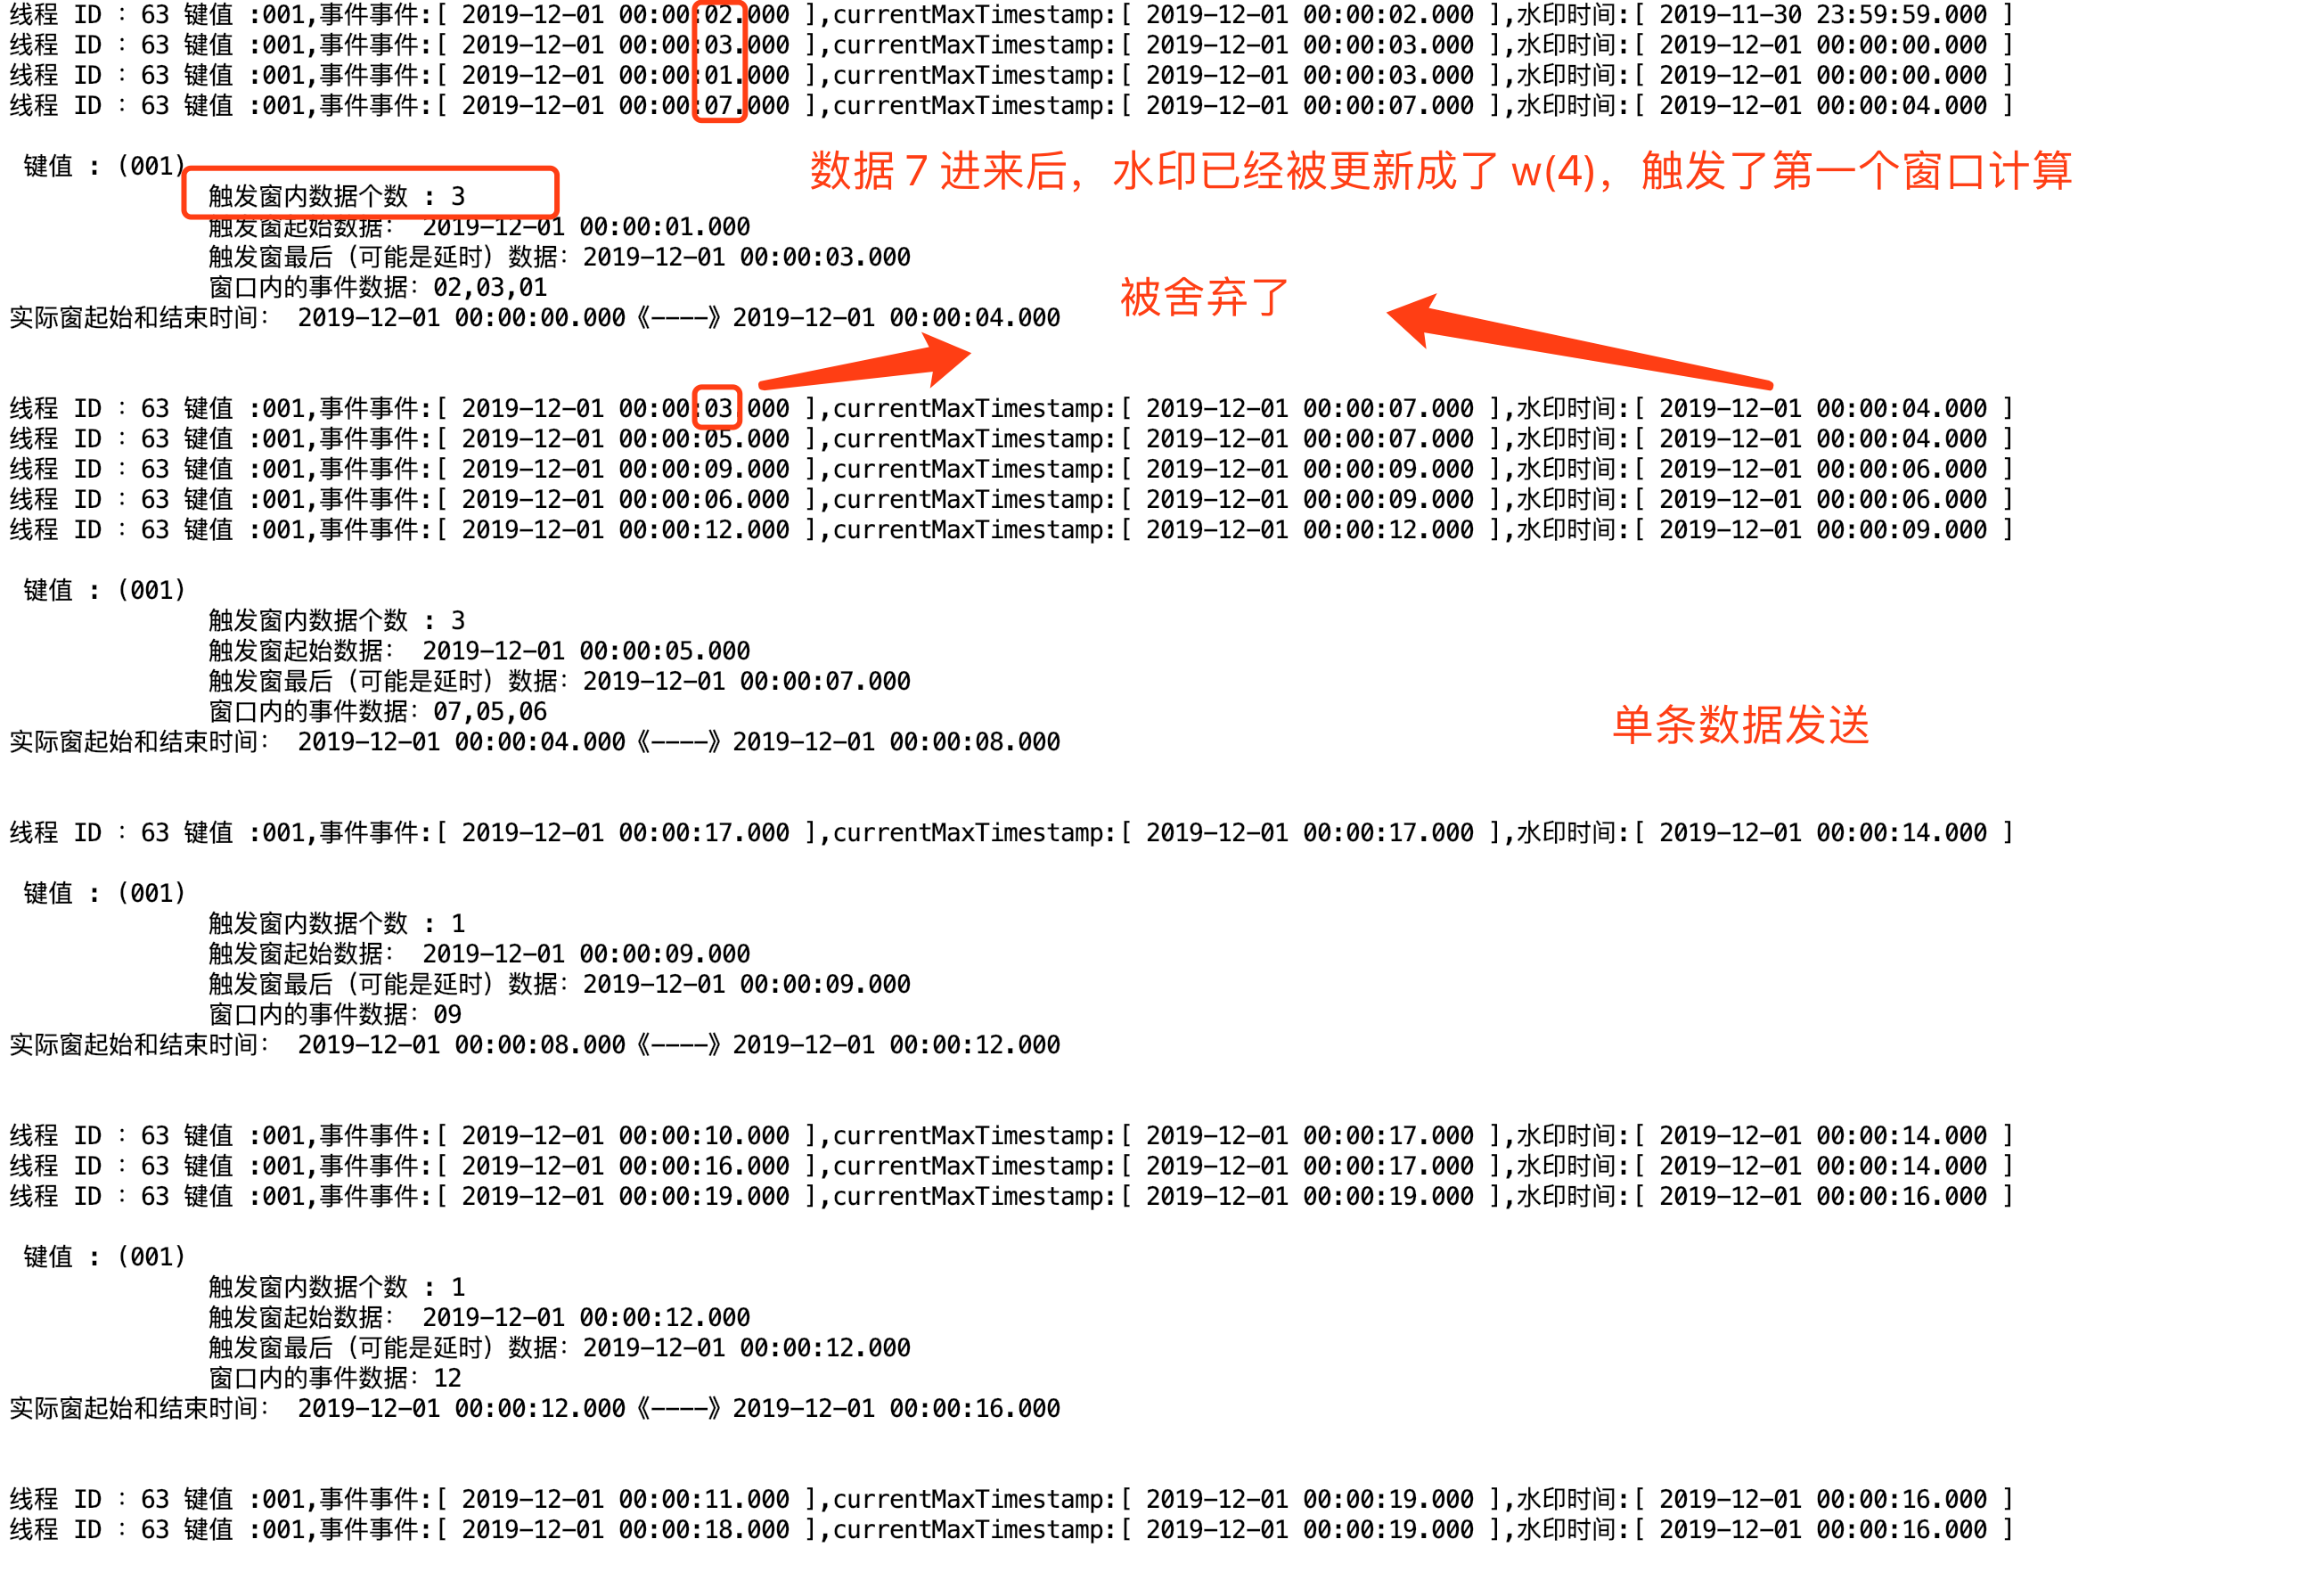 线程 ID : 63 键值 :001,事件事件:[ 2019-12-01 00:00:02.000 ],currentMaxTimestamp:[ 2019-12-01 00:00:02.000 ],水印时间:[ 2019-11-30 23:59:59.000 ]
线程 ID : 63 键值 :001,事件事件:[ 2019-12-01 00:00:03.000 ],currentMaxTimestamp:[ 2019-12-01 00:00:03.000 ],水印时间:[ 2019-12-01 00:00:00.000 ]
线程 ID : 63 键值 :001,事件事件:[ 2019-12-01 00:00:01.000 ],currentMaxTimestamp:[ 2019-12-01 00:00:03.000 ],水印时间:[ 2019-12-01 00:00:00.000 ]
线程 ID : 63 键值 :001,事件事件:[ 2019-12-01 00:00:07.000 ],currentMaxTimestamp:[ 2019-12-01 00:00:07.000 ],水印时间:[ 2019-12-01 00:00:04.000 ]
键值 : (001)
数据 7 进来后，水印已经被更新成了 w(4)，触发了第一个窗口计算
触发窗内数据个数 : 3
触发窗起始数据： 2019-12-01 00:00:01.000
触发窗最后（可能是延时）数据：2019-12-01 00:00:03.000
窗口内的事件数据：02,03,01
被舍弃了
实际窗起始和结束时间： 2019-12-01 00:00:00.000《----》2019-12-01 00:00:04.000
线程 ID : 63 键值 :001,事件事件:[ 2019-12-01 00:00:03.000 ],currentMaxTimestamp:[ 2019-12-01 00:00:07.000 ],水印时间:[ 2019-12-01 00:00:04.000 ]
线程 ID : 63 键值 :001,事件事件:[ 2019-12-01 00:00:05.000 ],currentMaxTimestamp:[ 2019-12-01 00:00:07.000 ],水印时间:[ 2019-12-01 00:00:04.000 ]
线程 ID : 63 键值 :001,事件事件:[ 2019-12-01 00:00:09.000 ],currentMaxTimestamp:[ 2019-12-01 00:00:09.000 ],水印时间:[ 2019-12-01 00:00:06.000 ]
线程 ID : 63 键值 :001,事件事件:[ 2019-12-01 00:00:06.000 ],currentMaxTimestamp:[ 2019-12-01 00:00:09.000 ],水印时间:[ 2019-12-01 00:00:06.000 ]
线程 ID : 63 键值 :001,事件事件:[ 2019-12-01 00:00:12.000 ],currentMaxTimestamp:[ 2019-12-01 00:00:12.000 ],水印时间:[ 2019-12-01 00:00:09.000 ]
键值 : (001)
触发窗内数据个数 : 3
触发窗起始数据： 2019-12-01 00:00:05.000
触发窗最后（可能是延时）数据：2019-12-01 00:00:07.000
窗口内的事件数据：07,05,06
单条数据发送
实际窗起始和结束时间： 2019-12-01 00:00:04.000《----》2019-12-01 00:00:08.000
线程 ID : 63 键值 :001,事件事件:[ 2019-12-01 00:00:17.000 ],currentMaxTimestamp:[ 2019-12-01 00:00:17.000 ],水印时间:[ 2019-12-01 00:00:14.000 ]
键值 : (001)
触发窗内数据个数 : 1
触发窗起始数据： 2019-12-01 00:00:09.000
触发窗最后（可能是延时）数据：2019-12-01 00:00:09.000
窗口内的事件数据：09
实际窗起始和结束时间： 2019-12-01 00:00:08.000《----》2019-12-01 00:00:12.000
线程 ID : 63 键值 :001,事件事件:[ 2019-12-01 00:00:10.000 ],currentMaxTimestamp:[ 2019-12-01 00:00:17.000 ],水印时间:[ 2019-12-01 00:00:14.000 ]
线程 ID : 63 键值 :001,事件事件:[ 2019-12-01 00:00:16.000 ],currentMaxTimestamp:[ 2019-12-01 00:00:17.000 ],水印时间:[ 2019-12-01 00:00:14.000 ]
线程 ID : 63 键值 :001,事件事件:[ 2019-12-01 00:00:19.000 ],currentMaxTimestamp:[ 2019-12-01 00:00:19.000 ],水印时间:[ 2019-12-01 00:00:16.000 ]
键值 : (001)
触发窗内数据个数 : 1
触发窗起始数据： 2019-12-01 00:00:12.000
触发窗最后（可能是延时）数据：2019-12-01 00:00:12.000
窗口内的事件数据：12
实际窗起始和结束时间： 2019-12-01 00:00:12.000《----》2019-12-01 00:00:16.000
线程 ID : 63 键值 :001,事件事件:[ 2019-12-01 00:00:11.000 ],currentMaxTimestamp:[ 2019-12-01 00:00:19.000 ],水印时间:[ 2019-12-01 00:00:16.000 ]
线程 ID : 63 键值 :001,事件事件:[ 2019-12-01 00:00:18.000 ],currentMaxTimestamp:[ 2019-12-01 00:00:19.000 ],水印时间:[ 2019-12-01 00:00:16.000 ]